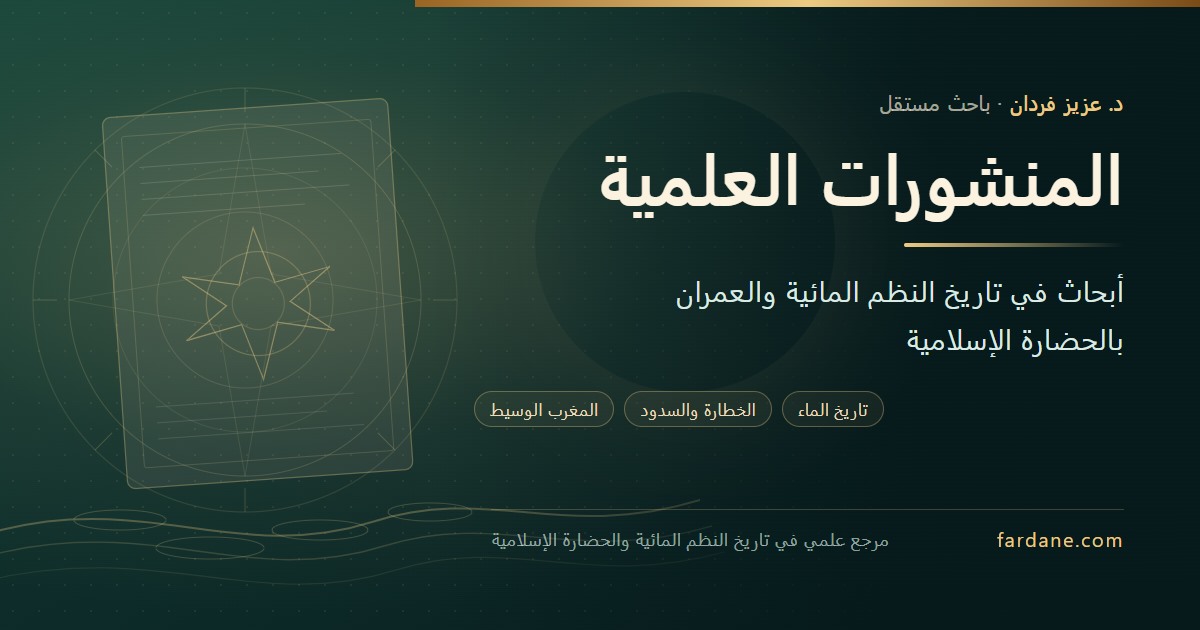 د. عزيز فردان · باحث مستقل
المنشورات العلمية
أبحاث في تاريخ النظم المائية والعمران
بالحضارة الإسلامية
تاريخ الماء
الخطارة والسدود
المغرب الوسيط
fardane.com
مرجع علمي في تاريخ النظم المائية والحضارة الإسلامية